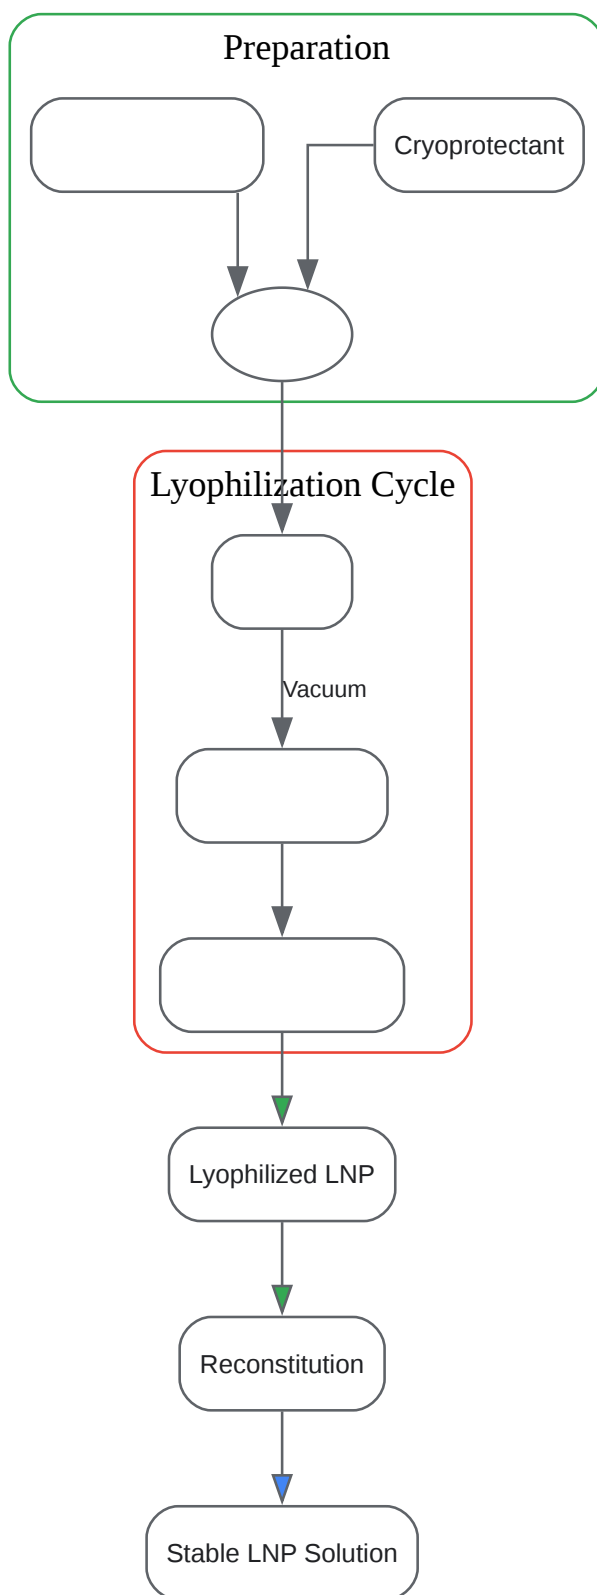 Preparation
Cryoprotectant
Lyophilization Cycle
Vacuum
Lyophilized LNP
Reconstitution
Stable LNP Solution